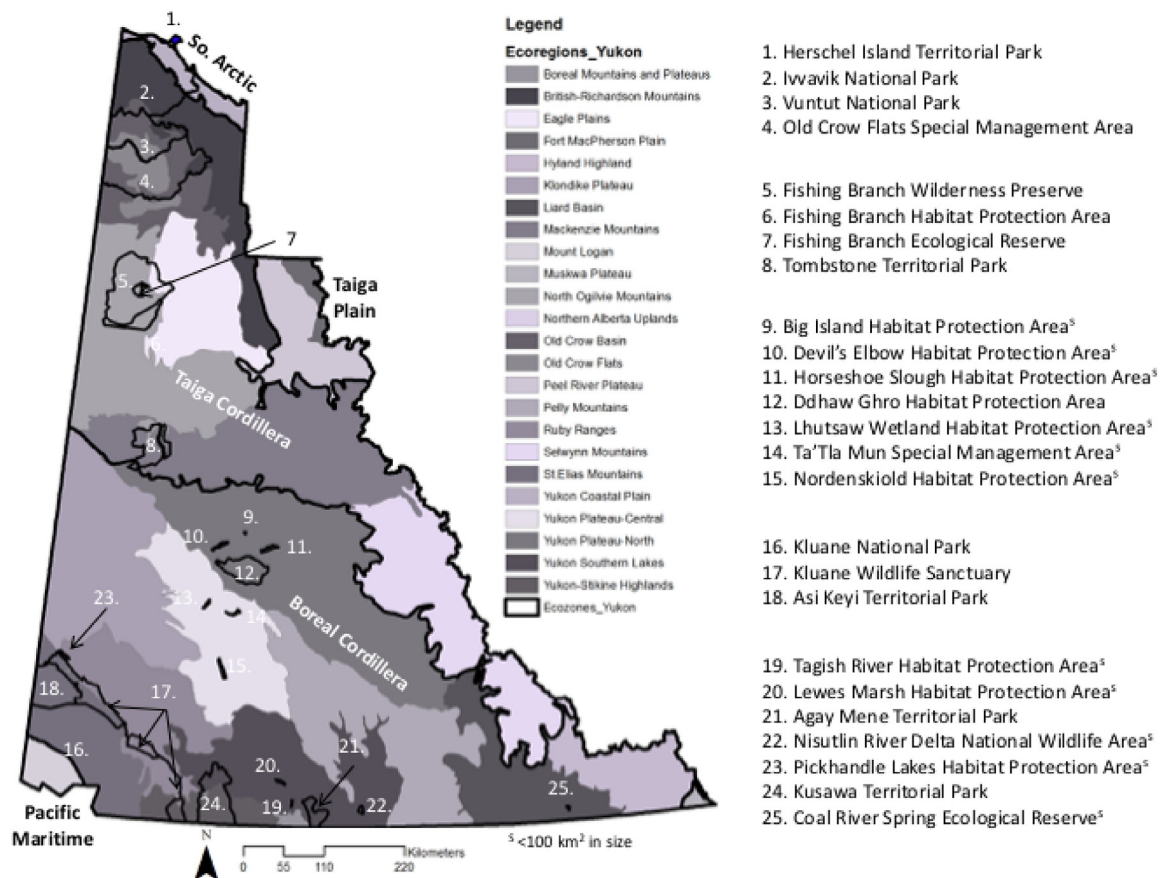 1.
So. Arctic
2.
3.
4.
7
5.
Taiga
Plain
6.
Taiga Cordillera
8.
9.
10.
11.
12.
23.
13.
14.
Boreal Cordillera
15.
18.
17.
16.
21.
20.
25.
24.
19.
22.
Pacific
Maritime
N
Kilometers
0 55 110 220
S <100 km2 in size
Legend
Ecoregions_Yukon
Boreal Mountains and Plateaus
British-Richardson Mountains
Eagle Plains
Fort MacPherson Plain
Hyland Highland
Klondike Plateau
Liard Basin
Mackenzie Mountains
Mount Logan
Muskwa Plateau
North Ogilvie Mountains
Northern Alberta Uplands
Old Crow Basin
Old Crow Flats
Peel River Plateau
Pelly Mountains
Ruby Ranges
Selwynn Mountains
St.Elias Mountains
Yukon Coastal Plain
Yukon Plateau-Central
Yukon Plateau-North
Yukon Southern Lakes
Yukon-Stikine Highlands
Ecozones_Yukon
1. Herschel Island Territorial Park
2. Ivvavik National Park
3. Vuntut National Park
4. Old Crow Flats Special Management Area
5. Fishing Branch Wilderness Preserve
6. Fishing Branch Habitat Protection Area
7. Fishing Branch Ecological Reserve
8. Tombstone Territorial Park
9. Big Island Habitat Protection Areas
10. Devil's Elbow Habitat Protection Areas
11. Horseshoe Slough Habitat Protection Areas
12. Ddhaw Ghro Habitat Protection Area
13. Lhutsaw Wetland Habitat Protection Areas
14. Ta'Tla Mun Special Management Areas
15. Nordenskiold Habitat Protection Areas
16. Kluane National Park
17. Kluane Wildlife Sanctuary
18. Asi Keyi Territorial Park
19. Tagish River Habitat Protection Areas
20. Lewes Marsh Habitat Protection Areas
21. Agay Mene Territorial Park
22. Nisutlin River Delta National Wildlife Areas
23. Pickhandle Lakes Habitat Protection Areas
24. Kusawa Territorial Park
25. Coal River Spring Ecological Reserves